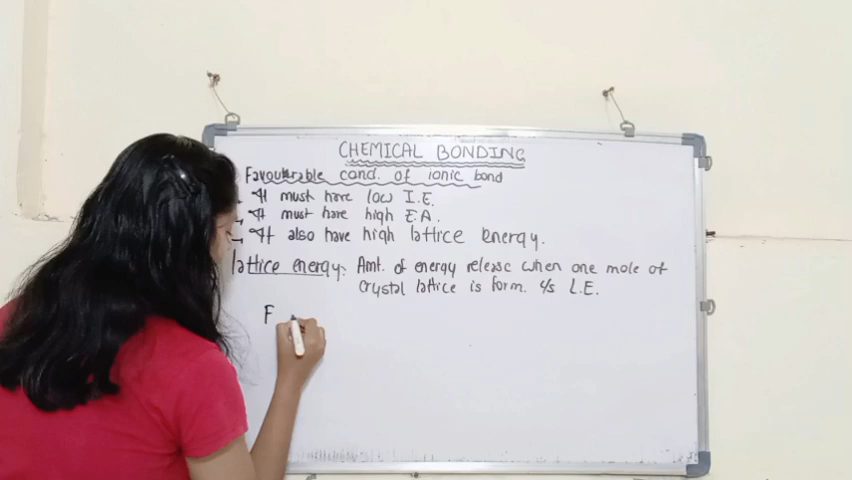 CHEMICAL BONDING
Favourable cond. of ionic bond
→ It must have low I.E.
→ It must have high E.A.
→ It also have high lattice energy.
lattice energy: Amt. of energy release when one mole of
crystal lattice is form. c/s L.E.
F